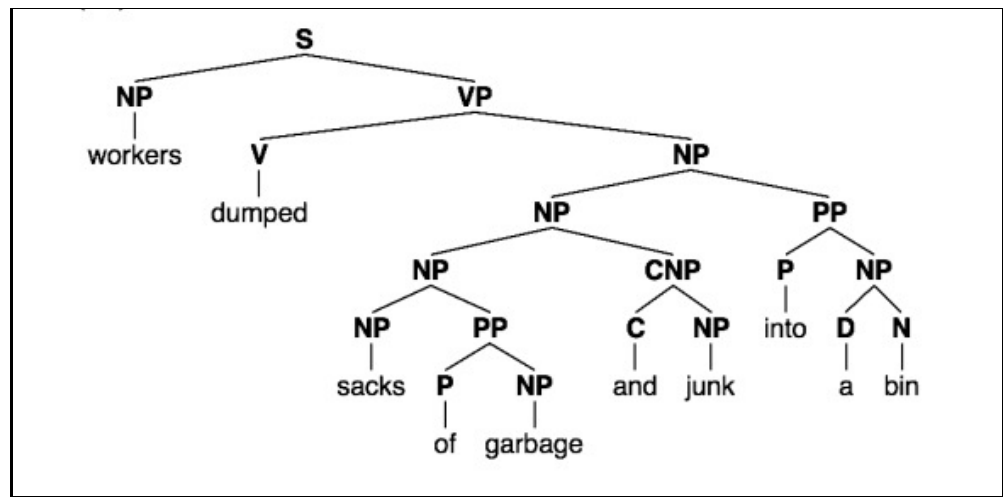 S
NP VP
workers V NP
dumped NP PP
NP CNP P NP
NP PP C NP into D N
sacks P NP and junk a bin
of garbage